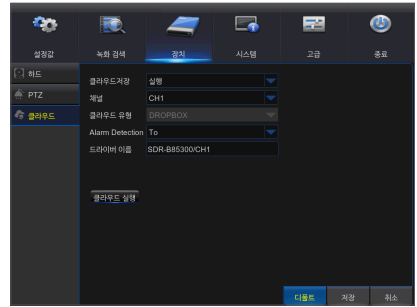 설정값 녹화 검색 장치 시스템 고급 종료
하드
PTZ
클라우드
클라우드저장 실행
채널 CH1
클라우드 유형 DROPBOX
Alarm Detection To
드라이버 이름 SDR-B85300/CH1
클라우드 실행
디폴트 저장 취소